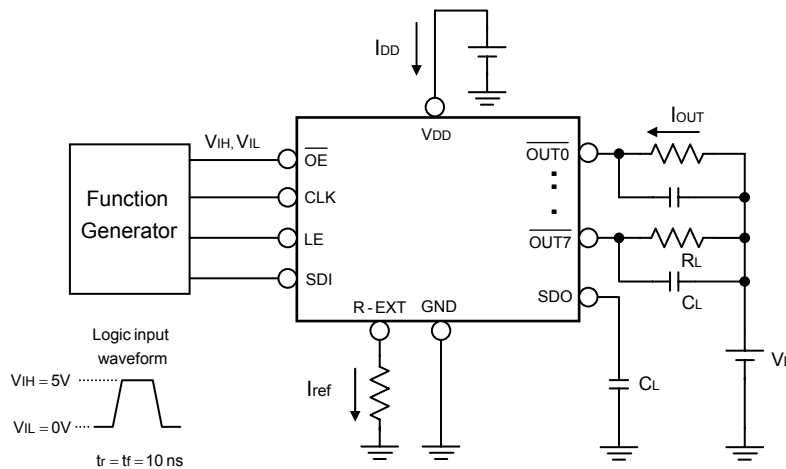 IDD
VDD
VIH, VIL
Function
Generator
OE
CLK
LE
SDI
R-EXT
GND
OUT0
OUT7
SDO
IOUT
RL
CL
CL
Iref
Logic input
waveform
VIH = 5V
VIL = 0V
tr = tf = 10 ns